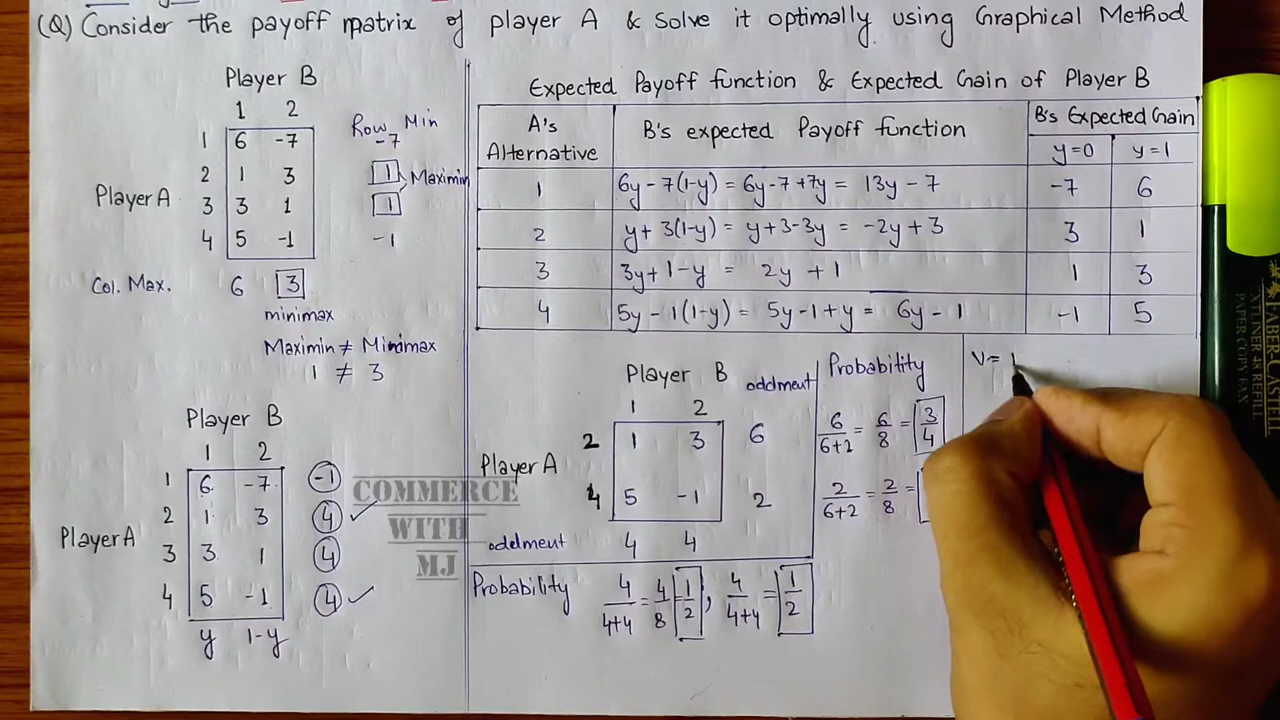 (Q) Consider the payoff matrix of player A & Solve it optimally using Graphical Method
Player B
1 2
1 6 -7
2 1 3
Player A 3 3 1
4 5 -1
Row Min
-7
1
1
Maximin
-1
Col. Max. 6 3
minimax
Maximin ≠ Minimax
1 ≠ 3
Player B
1 2
1 6 -7 -1
2 1 3 4 ✓
Player A 3 3 1 4
4 5 -1 4 ✓
y 1-y
Expected Payoff function & Expected Gain of Player B
A's Alternative B's expected Payoff function B's Expected Gain
y=0 y=1
1 6y-7(1-y) = 6y-7+7y = 13y-7 -7 6
2 y+3(1-y) = y+3-3y = -2y+3 3 1
3 3y+1-y = 2y+1 1 3
4 5y-1(1-y) = 5y-1+y = 6y-1 -1 5
Player B oddment Probability
1 2
2 1 3 6 6/6+2 = 6/8 = 3/4
Player A
4 5 -1 2 2/6+2 = 2/8 =
oddment 4 4
Probability 4/4+4 = 4/8 = 1/2, 4/4+4 = 1/2
V=
COMMERCE
WITH
MJ
FABER-CASTELL
TEXTLINER 48 REFILL
PAPER COPY FAX